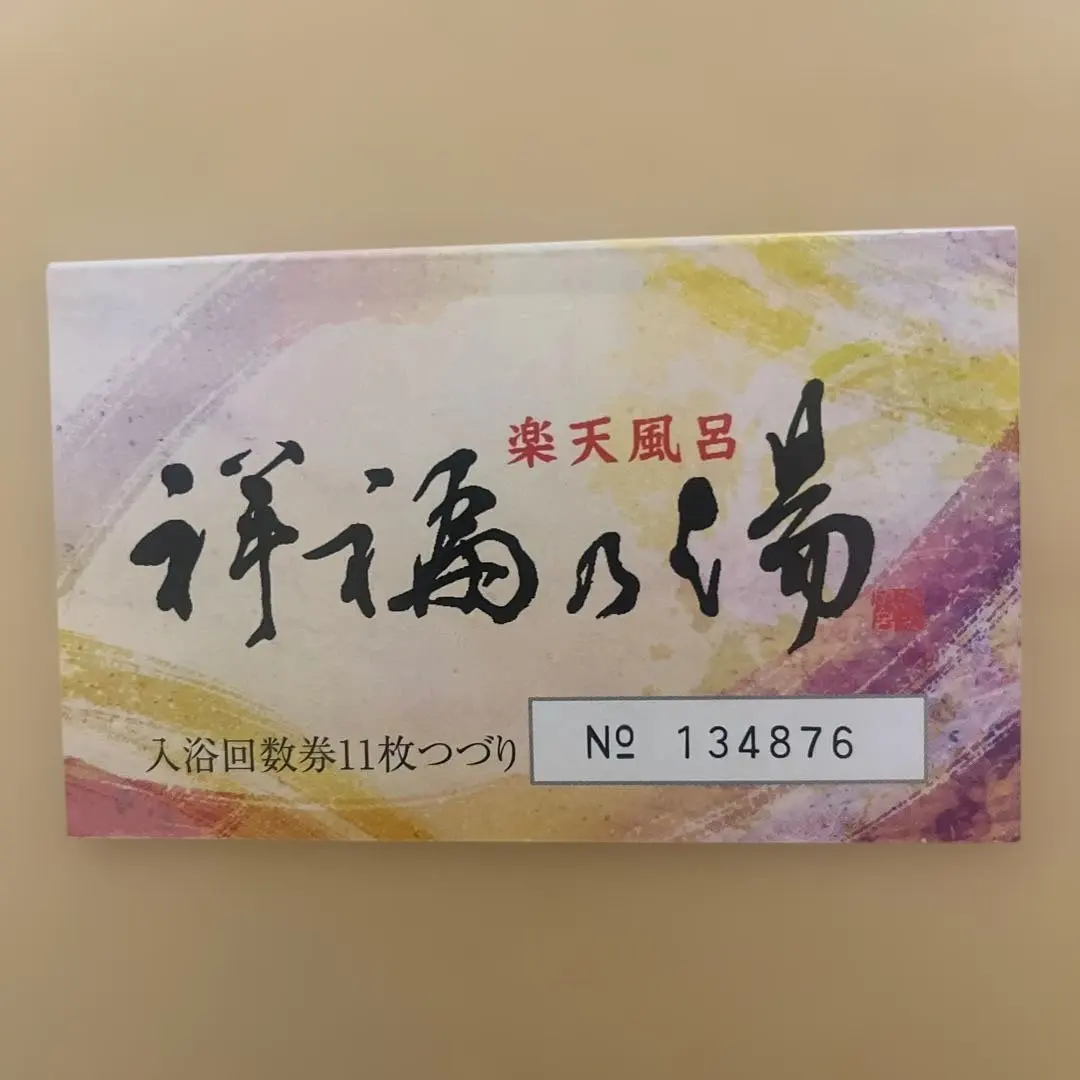 楽天風呂
祥福乃湯
入浴回数券11枚つづり
№ 134876